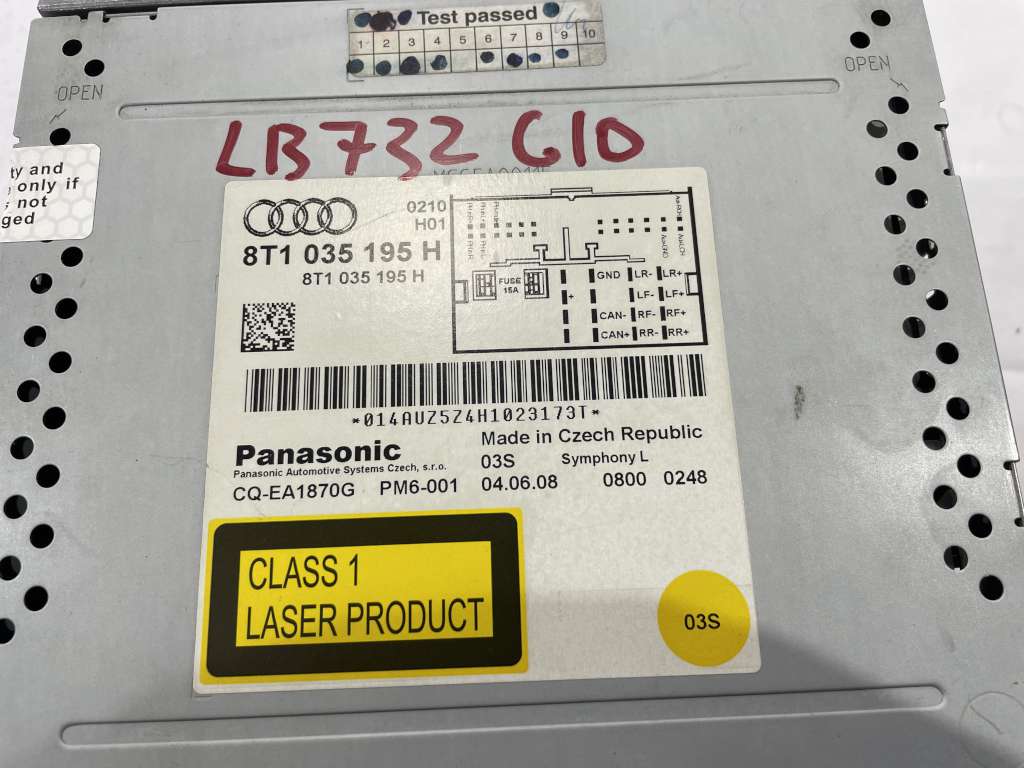 Test passed
1 2 3 4 5 6 7 8 9 10
OPEN
OPEN
LB732 G10
ty and
only if
not
ged
0210
H01
8T1 035 195 H
8T1 035 195 H
FUSE
15A
GND LR- LR+
+ LF- LF+
CAN- RF- RF+
CAN+ RR- RR+
*014AUZ5Z4H1023173T*
Panasonic
Made in Czech Republic
Panasonic Automotive Systems Czech, s.r.o.
03S Symphony L
CQ-EA1870G PM6-001 04.06.08 0800 0248
CLASS 1
LASER PRODUCT
03S